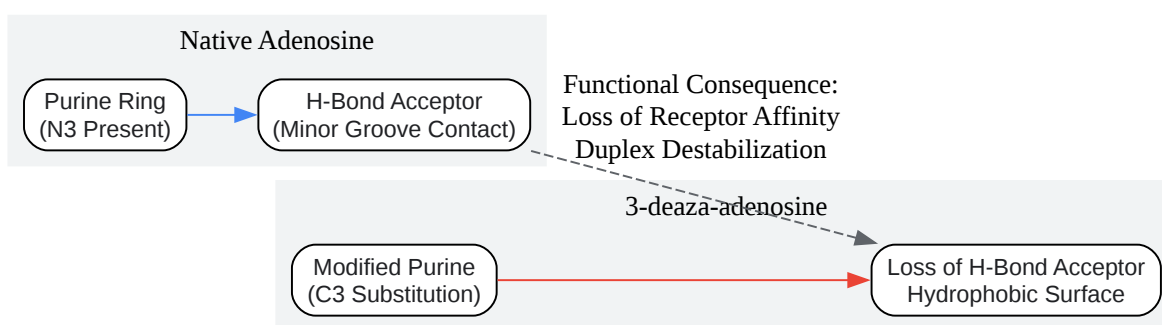 Native Adenosine
Purine Ring
(N3 Present)
H-Bond Acceptor
(Minor Groove Contact)
Functional Consequence:
Loss of Receptor Affinity
Duplex Destabilization
3-deaza-adenosine
Modified Purine
(C3 Substitution)
Loss of H-Bond Acceptor
Hydrophobic Surface